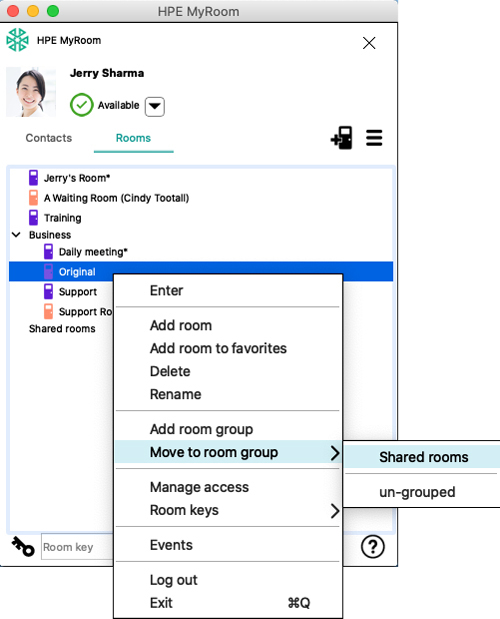 HPE MyRoom
HPE MyRoom
Jerry Sharma
Available
Contacts
Rooms
Jerry's Room*
A Waiting Room (Cindy Tootall)
Training
Business
Daily meeting*
Original
Support
Support Ro
Shared rooms
Enter
Add room
Add room to favorites
Delete
Rename
Add room group
Move to room group
Shared rooms
un-grouped
Manage access
Room keys
Events
Log out
Exit ⌘Q
Room key
?